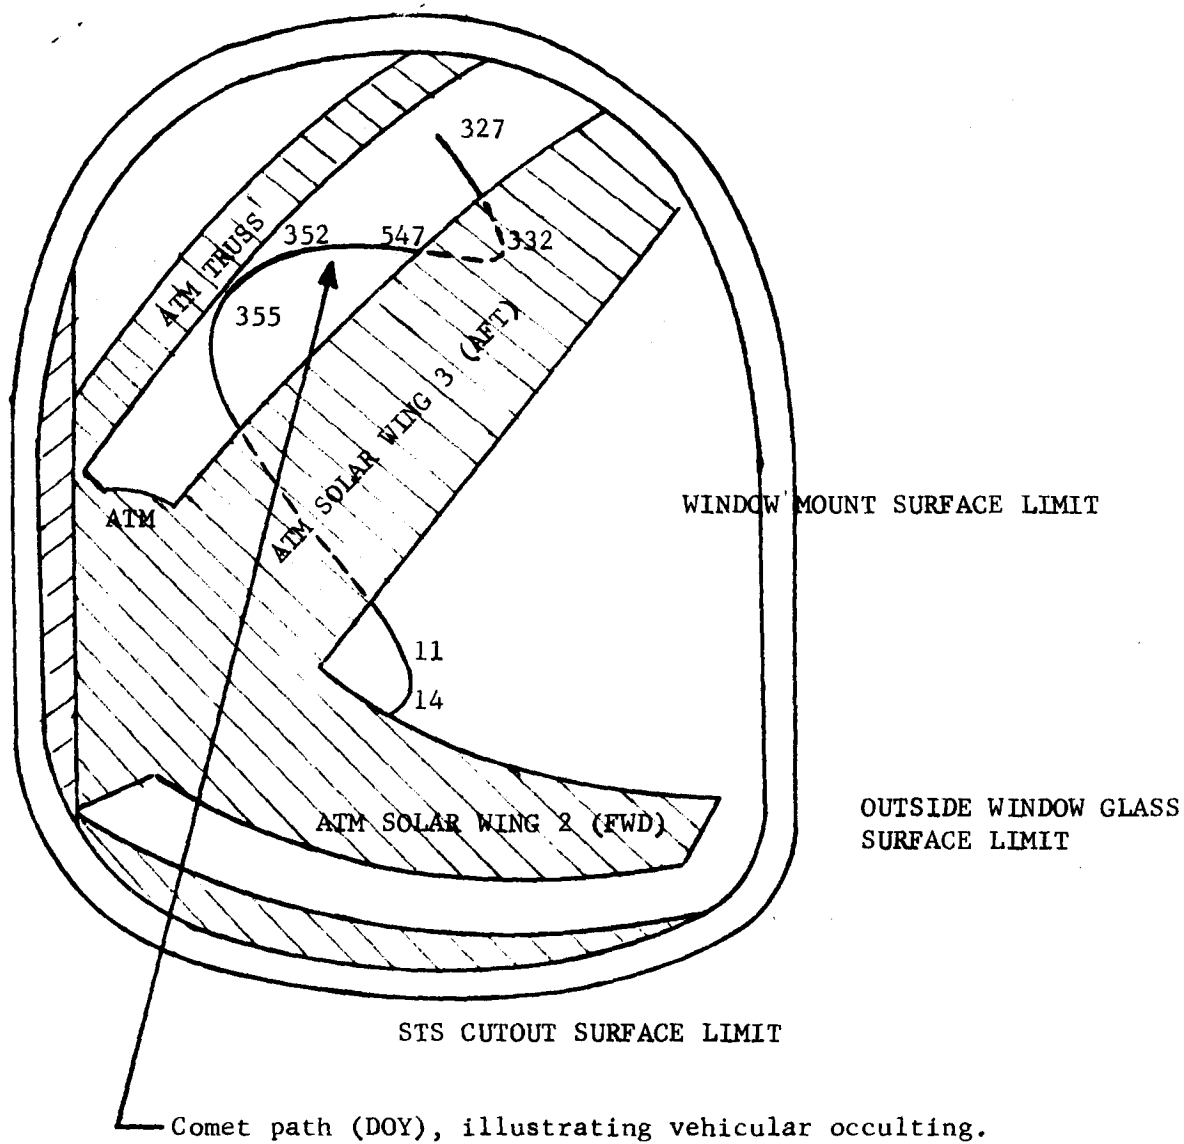 327
352
547
332
ATM TRUSS
355
ATM SOLAR WING 3 (AFT)
WINDOW MOUNT SURFACE LIMIT
ATM
11
14
ATM SOLAR WING 2 (FWD)
OUTSIDE WINDOW GLASS
SURFACE LIMIT
STS CUTOUT SURFACE LIMIT
Comet path (DOY), illustrating vehicular occulting.